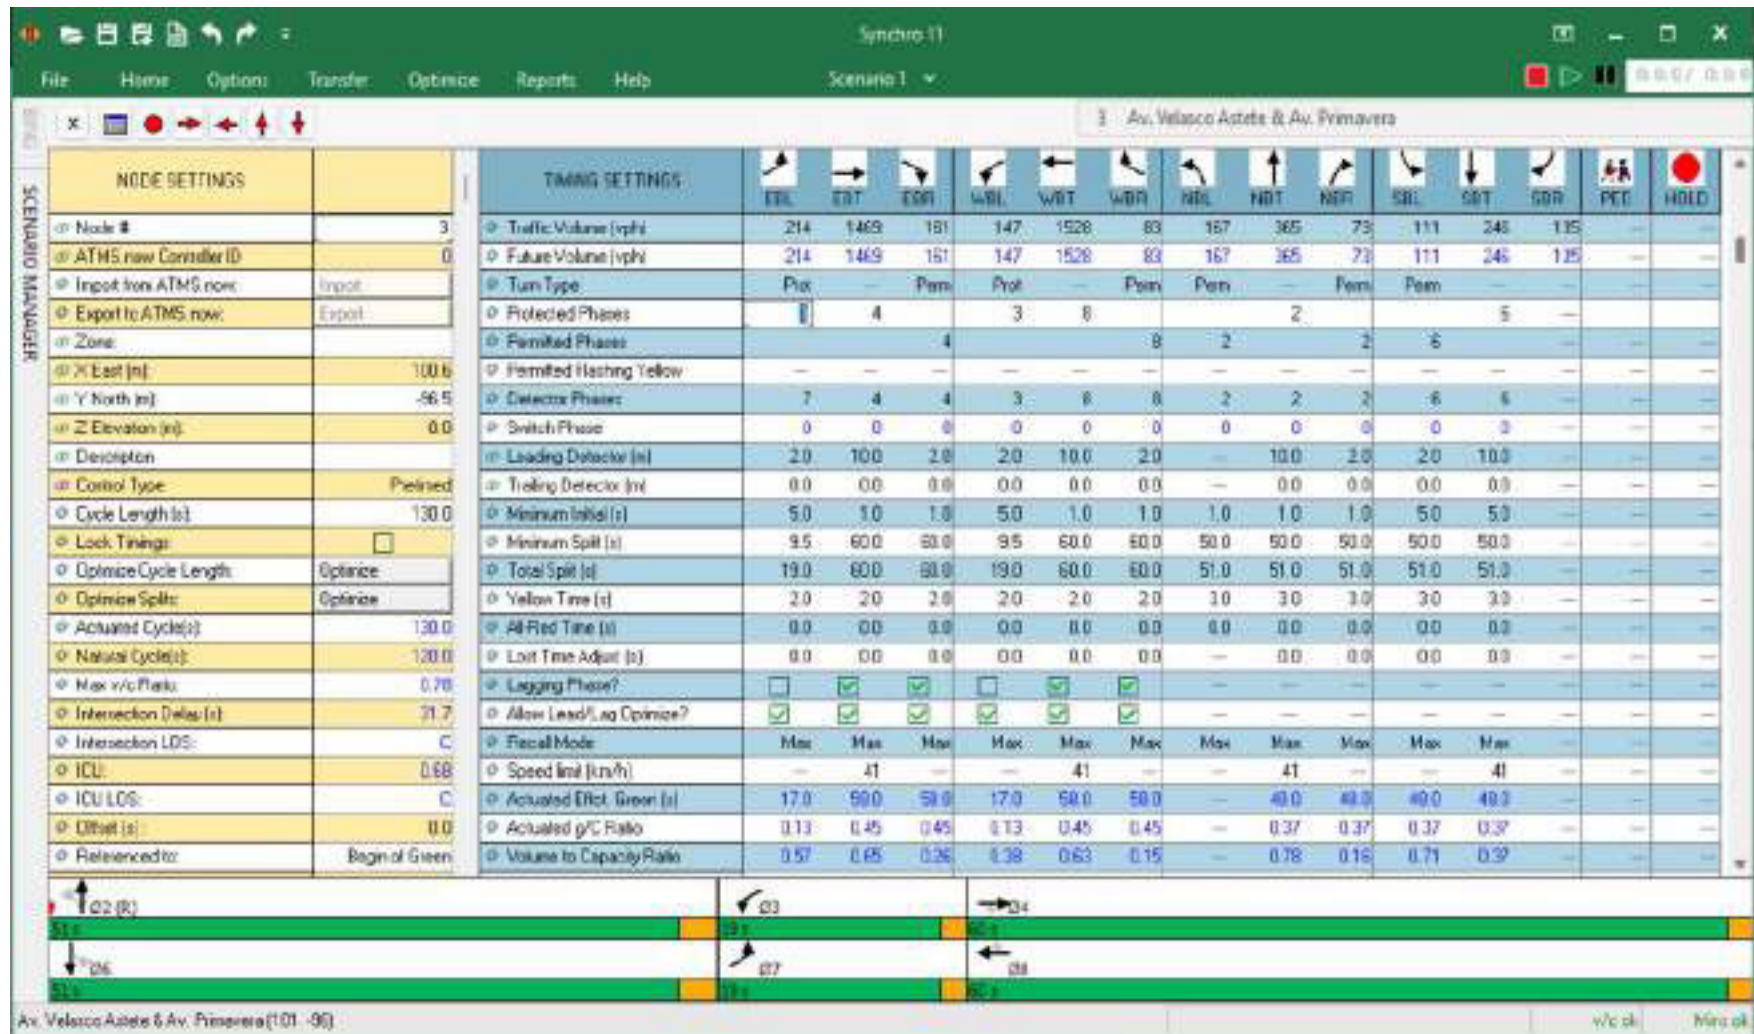 Synchro 11
File Home Options Transfer Optimize Reports Help Scenario 1
3 Av. Velasco Astete & Av. Primavera
SCENARIO MANAGER
NODE SETTINGS
Node # 3
ATMS.now Controller ID 0
Import from ATMS.now: Import
Export to ATMS.now: Export
Zone:
X East (m): 100.6
Y North (m): -96.5
Z Elevation (m): 0.0
Description
Control Type Pretimed
Cycle Length (s): 130.0
Lock Timings:
Optimize Cycle Length: Optimize
Optimize Splits: Optimize
Actuated Cycle(s): 130.0
Natural Cycle(s): 120.0
Max v/c Ratio: 0.78
Intersection Delay (s): 31.7
Intersection LOS: C
ICU: 0.68
ICU LOS: C
Offset (s) : 0.0
Referenced to: Begin of Green
TIMING SETTINGS EBL EBT EBR WBL WBT WBR NBL NBT NBR SBL SBT SBR PED HOLD
Traffic Volume (vph) 214 1469 161 147 1528 83 167 365 73 111 246 135
Future Volume (vph) 214 1469 161 147 1528 83 167 365 73 111 246 135
Turn Type Prot — Perm Prot — Perm Perm — Perm Perm — — — —
Protected Phases 4 3 8 2 6 —
Permitted Phases 4 8 2 2 6 — — —
Permitted Flashing Yellow — — — — — — — — — — — — — —
Detector Phases 7 4 4 3 8 8 2 2 2 6 6 — — —
Switch Phase 0 0 0 0 0 0 0 0 0 0 0 — — —
Leading Detector (m) 2.0 10.0 2.0 2.0 10.0 2.0 — 10.0 2.0 2.0 10.0 — — —
Trailing Detector (m) 0.0 0.0 0.0 0.0 0.0 0.0 — 0.0 0.0 0.0 0.0 — — —
Minimum Initial (s) 5.0 1.0 1.0 5.0 1.0 1.0 1.0 1.0 1.0 5.0 5.0 — — —
Minimum Split (s) 9.5 60.0 60.0 9.5 60.0 60.0 50.0 50.0 50.0 50.0 50.0 — — —
Total Split (s) 19.0 60.0 60.0 19.0 60.0 60.0 51.0 51.0 51.0 51.0 51.0 — — —
Yellow Time (s) 2.0 2.0 2.0 2.0 2.0 2.0 3.0 3.0 3.0 3.0 3.0 — — —
All-Red Time (s) 0.0 0.0 0.0 0.0 0.0 0.0 0.0 0.0 0.0 0.0 0.0 — — —
Lost Time Adjust (s) 0.0 0.0 0.0 0.0 0.0 0.0 — 0.0 0.0 0.0 0.0 — — —
Lagging Phase? — — — — — — — —
Allow Lead/Lag Optimize? — — — — — — — —
Recall Mode Max Max Max Max Max Max Max Max Max Max Max — — —
Speed limit (km/h) — 41 — — 41 — — 41 — — 41 — — —
Actuated Effct. Green (s) 17.0 58.0 58.0 17.0 58.0 58.0 — 48.0 48.0 48.0 48.0 — — —
Actuated g/C Ratio 0.13 0.45 0.45 0.13 0.45 0.45 — 0.37 0.37 0.37 0.37 — — —
Volume to Capacity Ratio 0.57 0.65 0.26 0.38 0.63 0.15 — 0.78 0.16 0.71 0.37 — — —
Ø2 (R) Ø3 Ø4
51 s 19 s 60 s
Ø6 Ø7 Ø8
51 s 19 s 60 s
Av. Velasco Astete & Av. Primavera (101 -96) v/c ok Mins ok